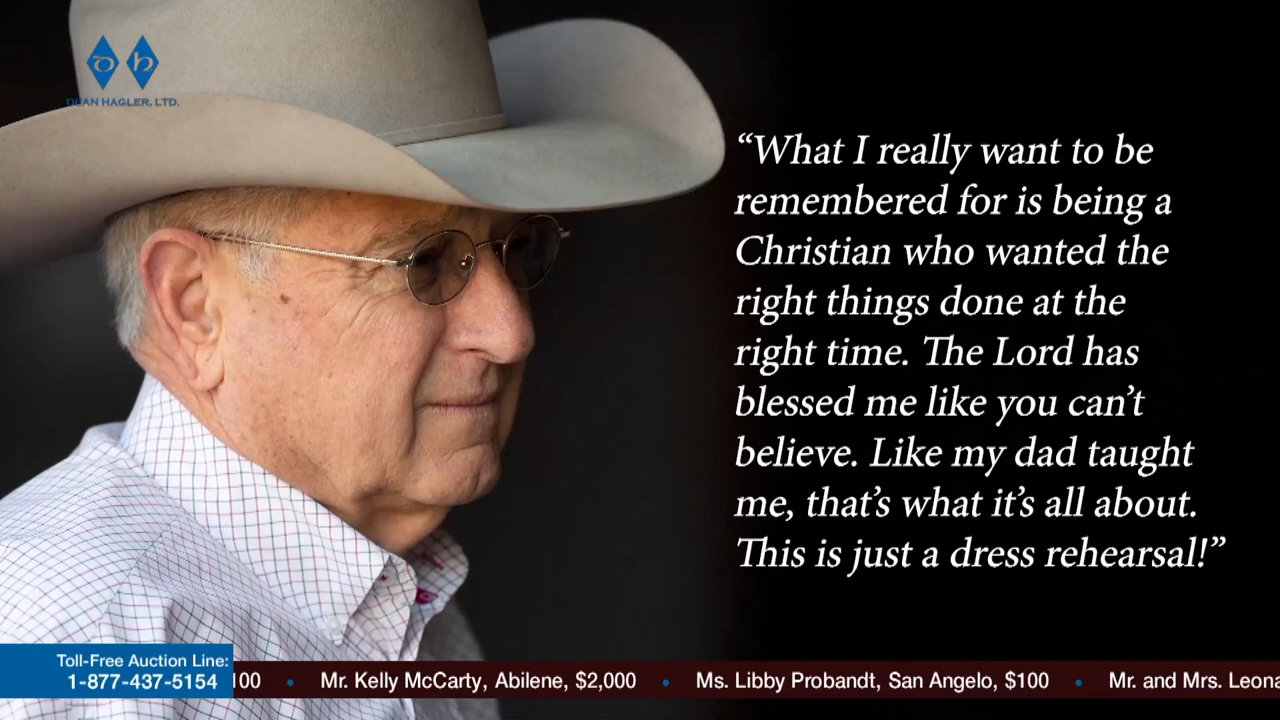 dh
DEAN HAGLER, LTD.
“What I really want to be
remembered for is being a
Christian who wanted the
right things done at the
right time. The Lord has
blessed me like you can’t
believe. Like my dad taught
me, that’s what it’s all about.
This is just a dress rehearsal!”
Toll-Free Auction Line:
1-877-437-5154
100 • Mr. Kelly McCarty, Abilene, $2,000 • Ms. Libby Probandt, San Angelo, $100 • Mr. and Mrs. Leona